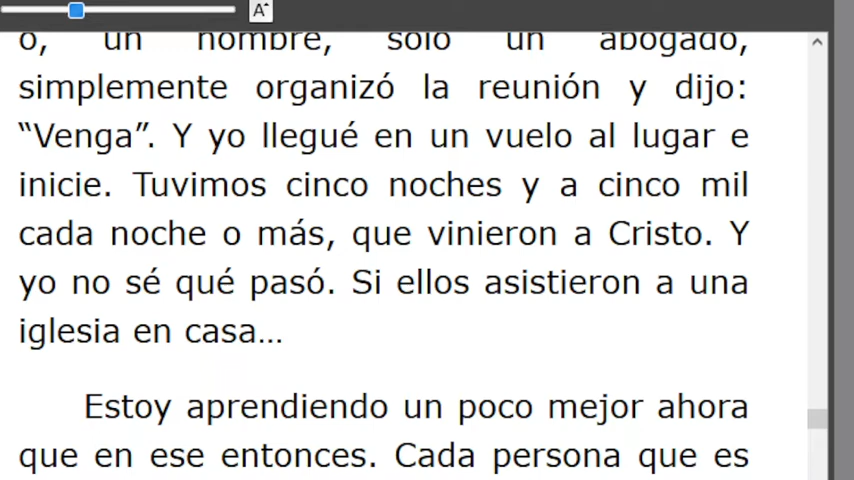 A
o, un hombre, solo un abogado,
simplemente organizó la reunión y dijo:
“Venga”. Y yo llegué en un vuelo al lugar e
inicie. Tuvimos cinco noches y a cinco mil
cada noche o más, que vinieron a Cristo. Y
yo no sé qué pasó. Si ellos asistieron a una
iglesia en casa…
Estoy aprendiendo un poco mejor ahora
que en ese entonces. Cada persona que es